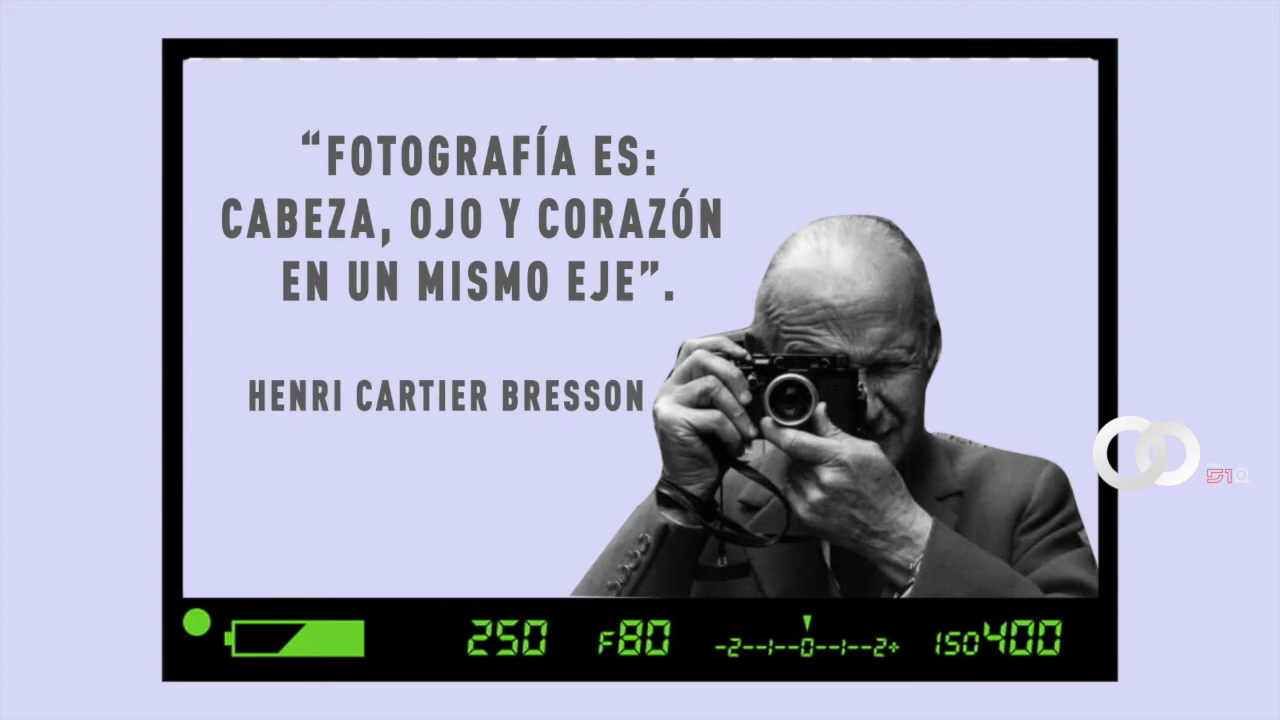 “FOTOGRAFÍA ES:
CABEZA, OJO Y CORAZÓN
EN UN MISMO EJE”.
HENRI CARTIER BRESSON
250 F80 -2--1--0--1--2+ ISO400
51